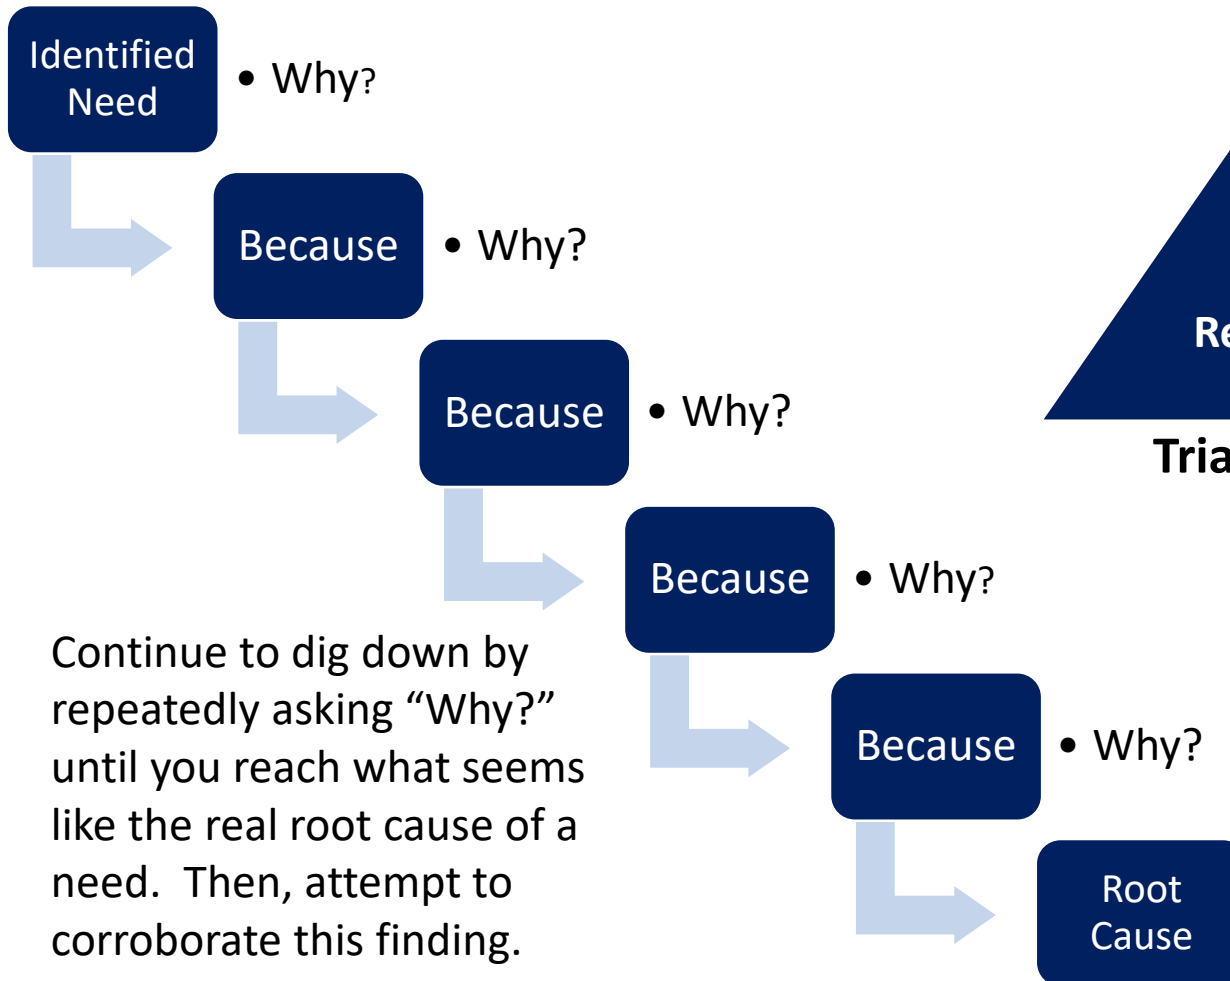 Identified
Need
• Why?
Because
• Why?
Re
Because
• Why?
Tria
Because
• Why?
Continue to dig down by
repeatedly asking “Why?”
until you reach what seems
like the real root cause of a
need.  Then, attempt to
corroborate this finding.
Because
• Why?
Root
Cause